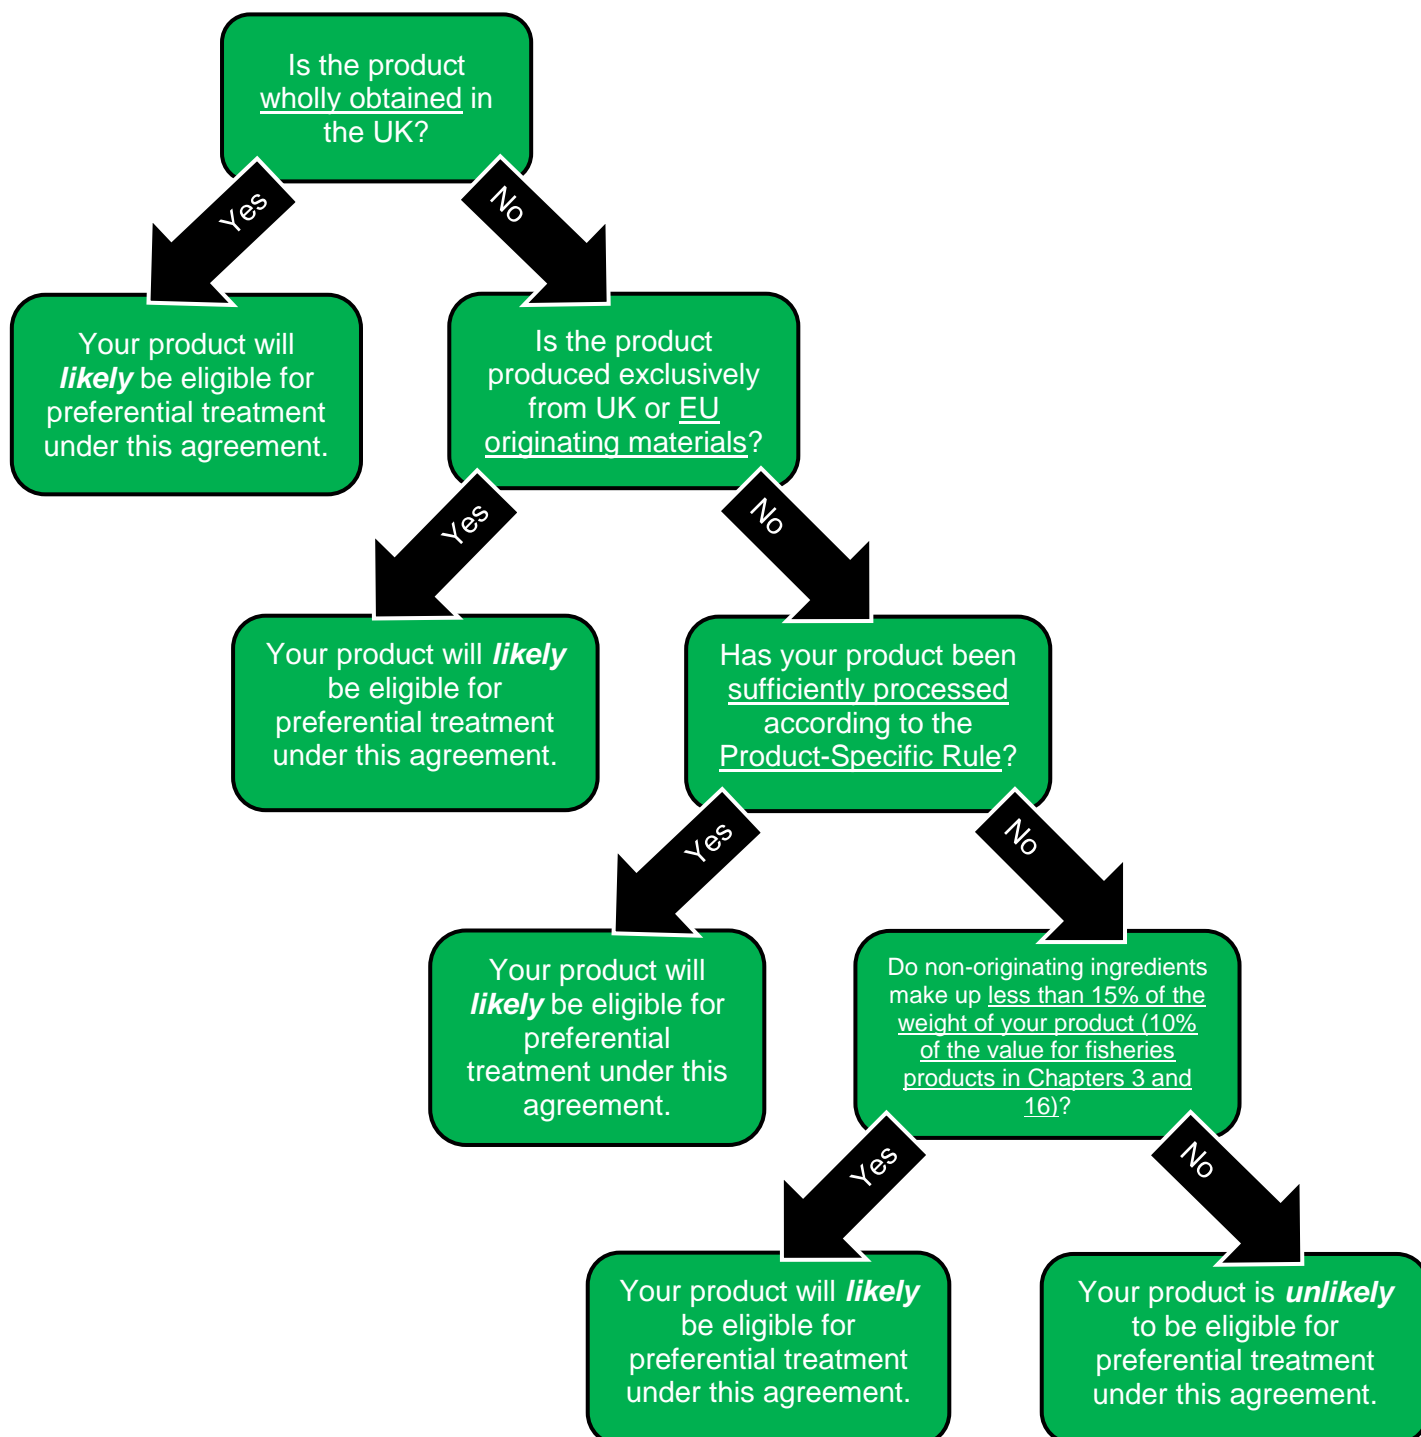 Is the product
wholly obtained in
the UK?
Yes
No
Your product will
likely be eligible for
preferential treatment
under this agreement.
Is the product
produced exclusively
from UK or EU
originating materials?
Yes
No
Your product will likely
be eligible for
preferential treatment
under this agreement.
Has your product been
sufficiently processed
according to the
Product-Specific Rule?
Yes
No
Your product will
likely be eligible for
preferential
treatment under this
agreement.
Do non-originating ingredients
make up less than 15% of the
weight of your product (10%
of the value for fisheries
products in Chapters 3 and
16)?
Yes
No
Your product will likely
be eligible for
preferential treatment
under this agreement.
Your product is unlikely
to be eligible for
preferential treatment
under this agreement.